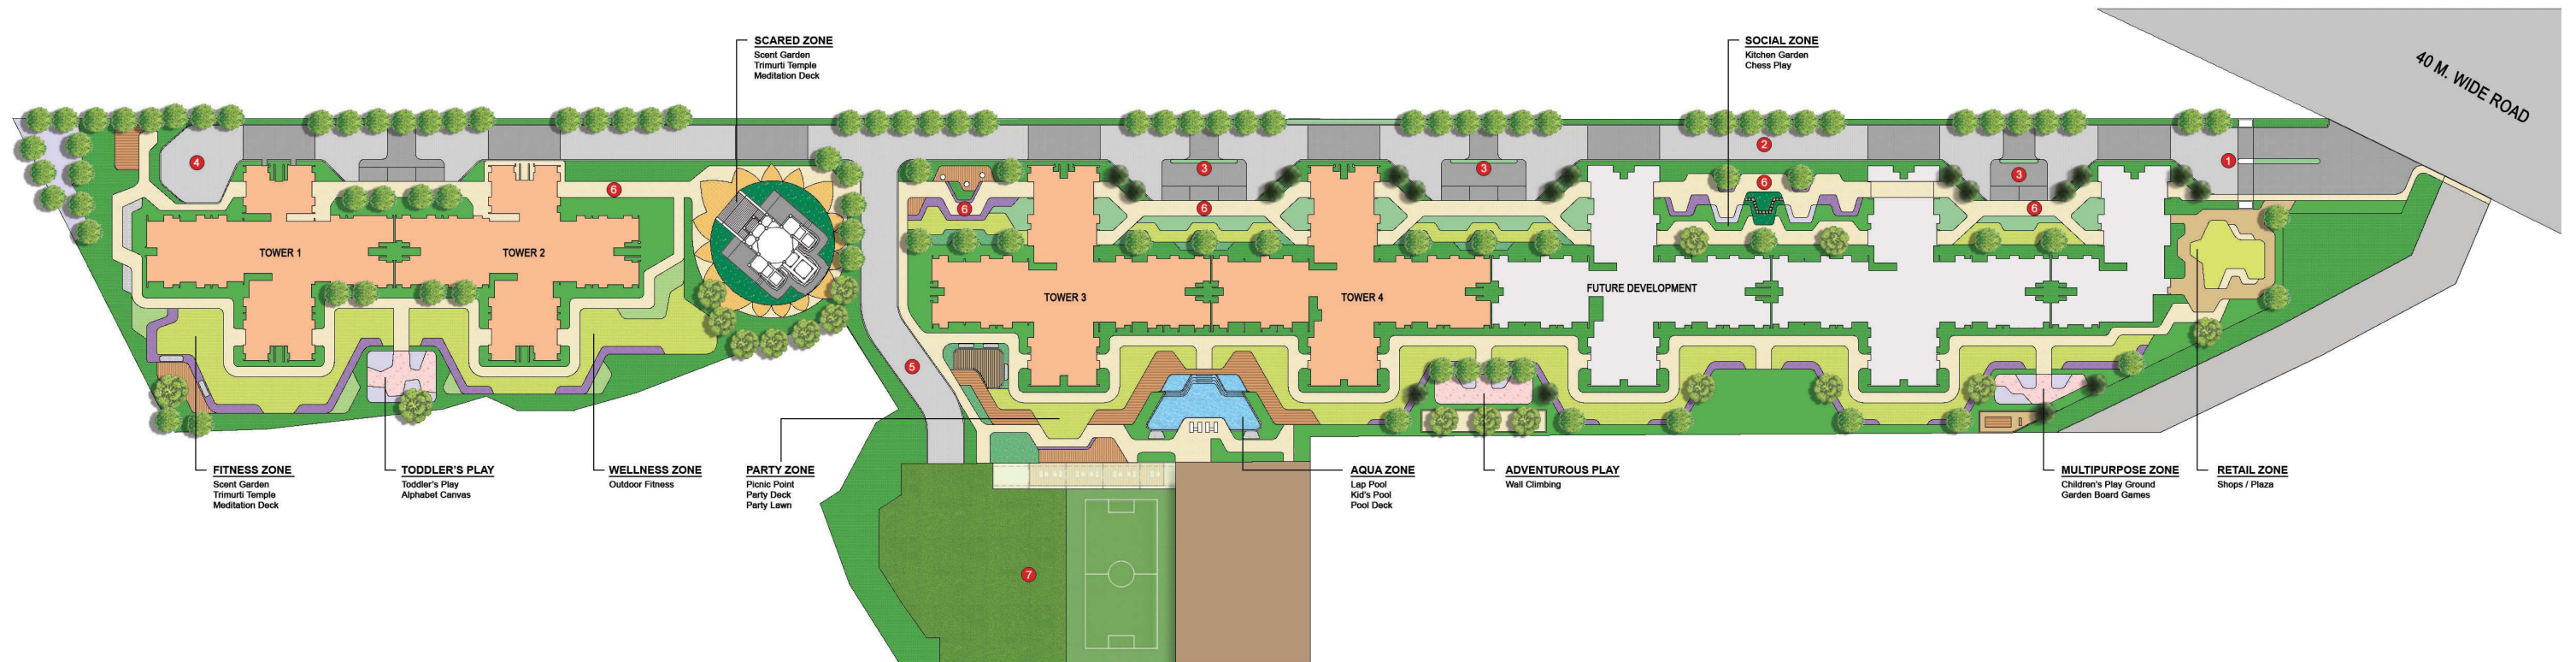 SCARED ZONE
Scent Garden
Trimurti Temple
Meditation Deck
SOCIAL ZONE
Kitchen Garden
Chess Play
40 M. WIDE ROAD
4
6
3
3
2
6
3
1
6
6
6
TOWER 1
TOWER 2
TOWER 3
TOWER 4
FUTURE DEVELOPMENT
5
FITNESS ZONE
Scent Garden
Trimurti Temple
Meditation Deck
TODDLER'S PLAY
Toddler's Play
Alphabet Canvas
WELLNESS ZONE
Outdoor Fitness
PARTY ZONE
Picnic Point
Party Deck
Party Lawn
AQUA ZONE
Lap Pool
Kid's Pool
Pool Deck
ADVENTUROUS PLAY
Wall Climbing
MULTIPURPOSE ZONE
Children's Play Ground
Garden Board Games
RETAIL ZONE
Shops / Plaza
7